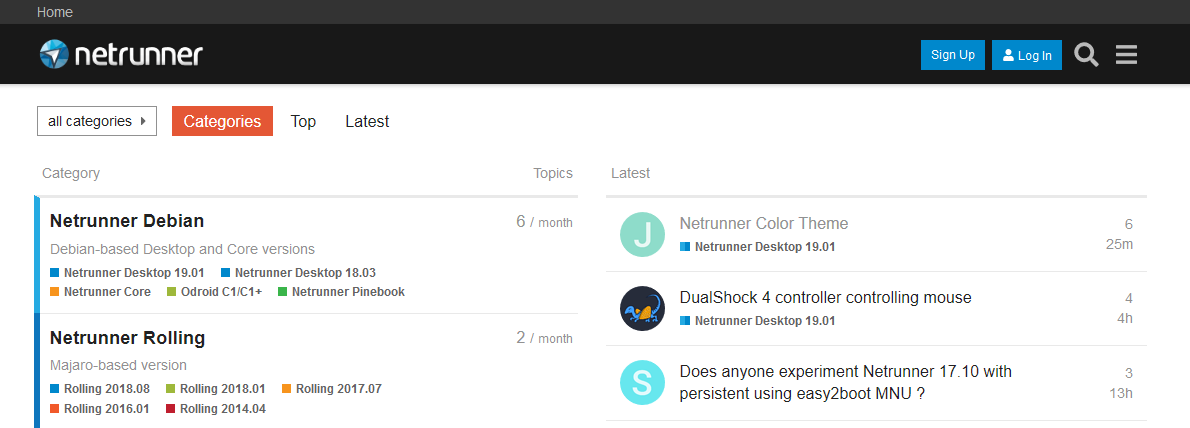 Home
netrunner
Sign Up
Log In
all categories
Categories
Top
Latest
Category
Topics
Netrunner Debian
6 / month
Debian-based Desktop and Core versions
Netrunner Desktop 19.01
Netrunner Desktop 18.03
Netrunner Core
Odroid C1/C1+
Netrunner Pinebook
Netrunner Rolling
2 / month
Majaro-based version
Rolling 2018.08
Rolling 2018.01
Rolling 2017.07
Rolling 2016.01
Rolling 2014.04
Latest
J
Netrunner Color Theme
6
Netrunner Desktop 19.01
25m
DualShock 4 controller controlling mouse
4
Netrunner Desktop 19.01
4h
S
Does anyone experiment Netrunner 17.10 with
3
persistent using easy2boot MNU ?
13h